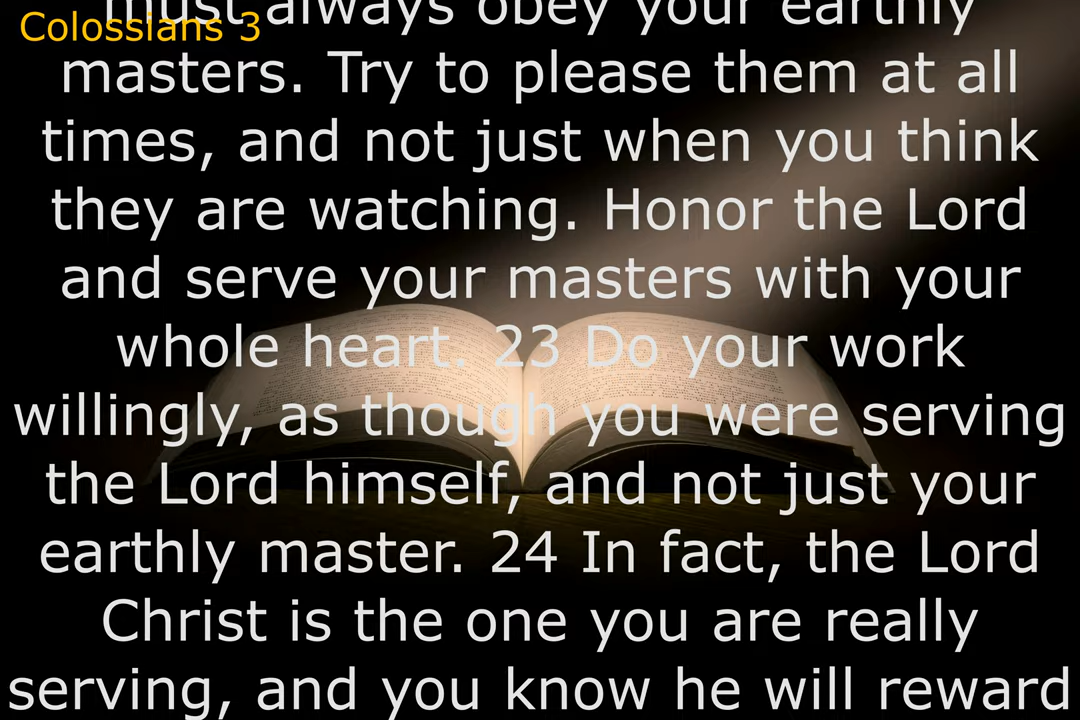 must always obey your earthly
Colossians 3
masters. Try to please them at all
times, and not just when you think
they are watching. Honor the Lord
and serve your masters with your
whole heart. 23 Do your work
willingly, as though you were serving
the Lord himself, and not just your
earthly master. 24 In fact, the Lord
Christ is the one you are really
serving, and you know he will reward